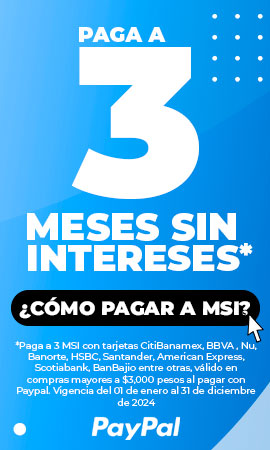 PAGA A
3
MESES SIN
INTERESES*
¿CÓMO PAGAR A MSI?
*Paga a 3 MSI con tarjetas CitiBanamex, BBVA , Nu,
Banorte, HSBC, Santander, American Express,
Scotiabank, BanBajio entre otras, válido en
compras mayores a $3,000 pesos al pagar con
Paypal. Vigencia del 01 de enero al 31 de diciembre
de 2024
PayPal